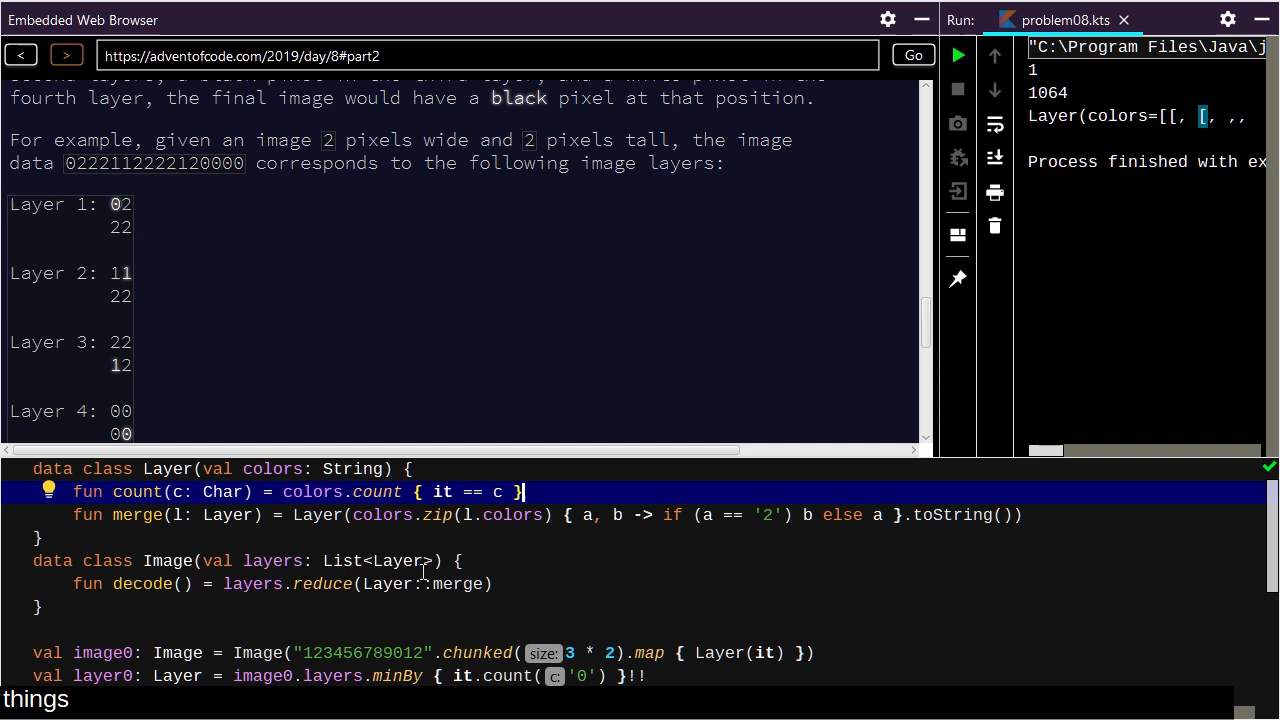 Embedded Web Browser
Run: problem08.kts
< > https://adventofcode.com/2019/day/8#part2 Go
fourth layer, the final image would have a black pixel at that position.
For example, given an image 2 pixels wide and 2 pixels tall, the image
data 0222112222120000 corresponds to the following image layers:
Layer 1: 02
22
Layer 2: 11
22
Layer 3: 22
12
Layer 4: 00
00
"C:\Program Files\Java\j
1
1064
Layer(colors=[[, [, ,,
Process finished with ex
data class Layer(val colors: String) {
fun count(c: Char) = colors.count { it == c }
fun merge(l: Layer) = Layer(colors.zip(l.colors) { a, b -> if (a == '2') b else a }.toString())
}
data class Image(val layers: List<Layer>) {
fun decode() = layers.reduce(Layer::merge)
}
val image0: Image = Image("123456789012".chunked( size: 3 * 2).map { Layer(it) })
val layer0: Layer = image0.layers.minBy { it.count( c: '0') }!!
things